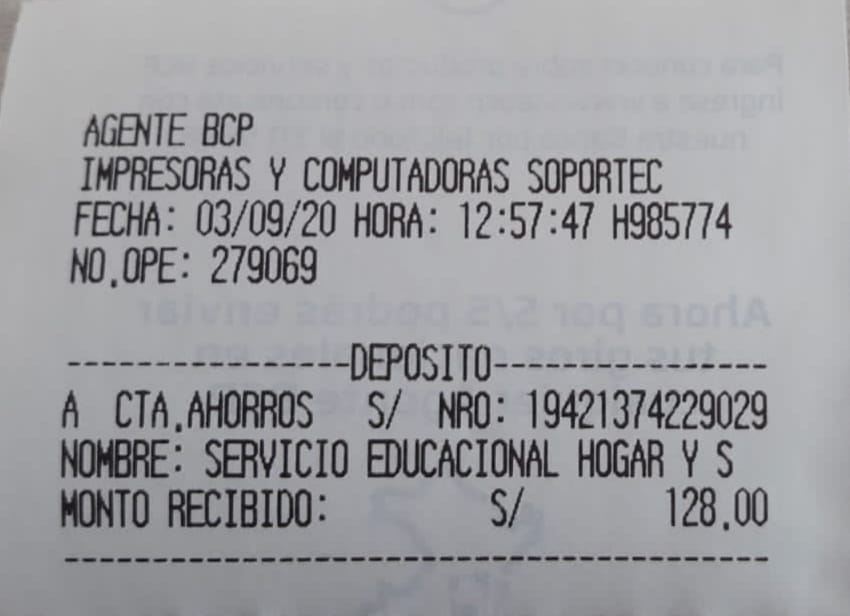 AGENTE BCP
IMPRESORAS Y COMPUTADORAS SOPORTEC
FECHA: 03/09/20 HORA: 12:57:47 H985774
NO.OPE: 279069
----------------DEPOSITO----------------
A CTA.AHORROS S/ NRO: 19421374229029
NOMBRE: SERVICIO EDUCACIONAL HOGAR Y S
MONTO RECIBIDO: S/ 128.00
----------------------------------------